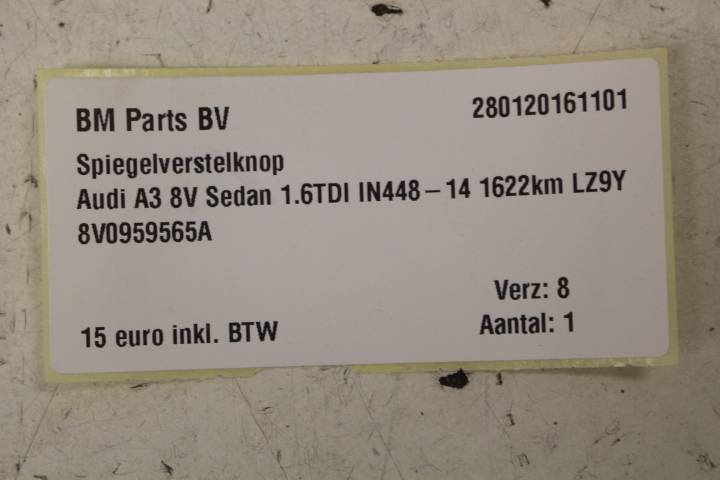 BM Parts BV
280120161101
Spiegelverstelknop
Audi A3 8V Sedan 1.6TDI IN448–14 1622km LZ9Y
8V0959565A
Verz: 8
15 euro inkl. BTW
Aantal: 1